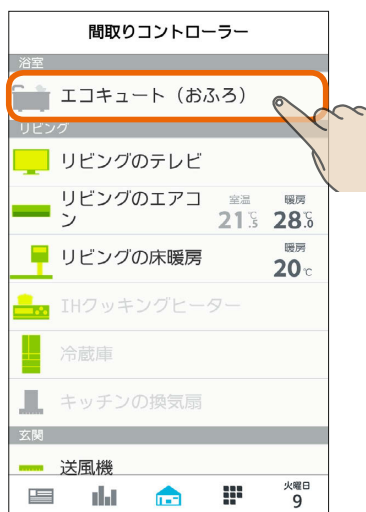 間取りコントローラー
浴室
エコキュート（おふろ）
リビング
リビングのテレビ
リビングのエアコ
ン
室温
21.5℃
暖房
28.0℃
リビングの床暖房
暖房
20℃
IHクッキングヒーター
冷蔵庫
キッチンの換気扇
玄関
送風機
火曜日
9